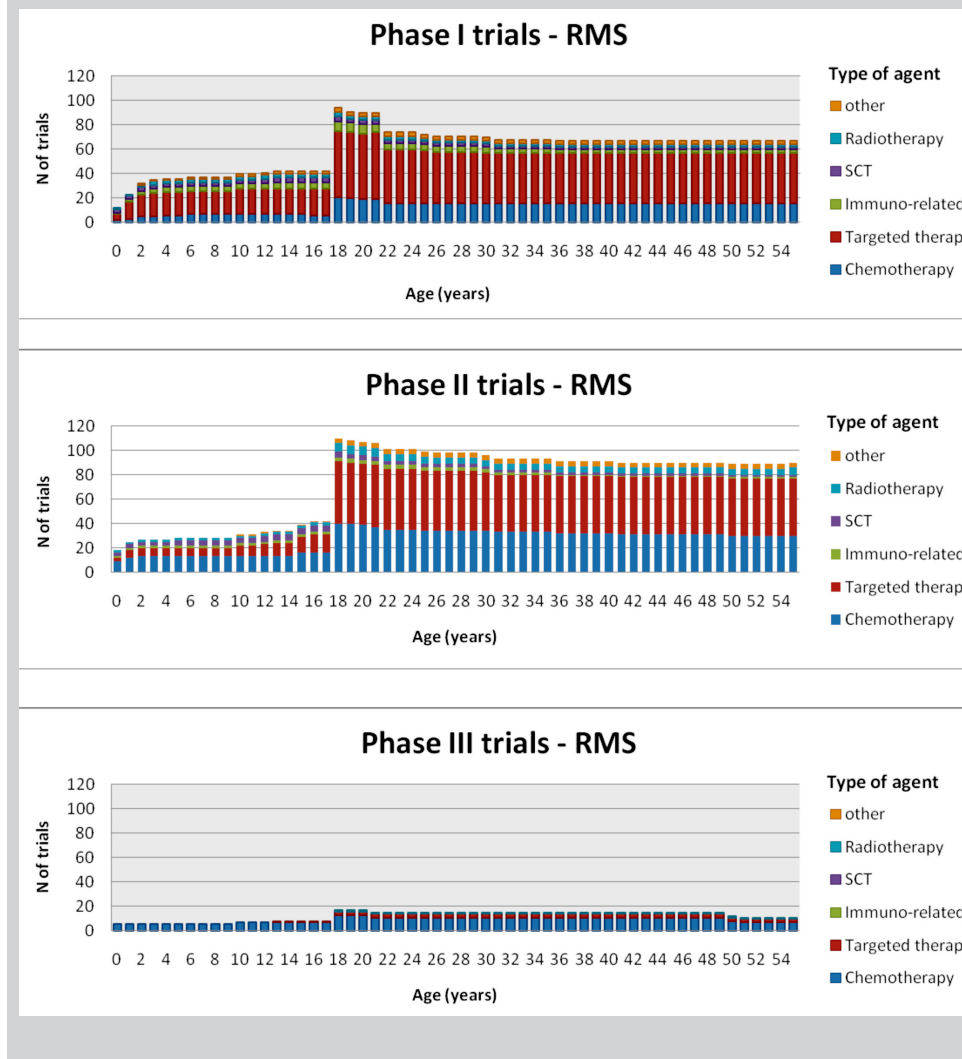 Phase I trials - RMS
120
100
80
60
40
20
0
N of trials
0 2 4 6 8 10 12 14 16 18 20 22 24 26 28 30 32 34 36 38 40 42 44 46 48 50 52 54
Age (years)
Type of agent
other
Radiotherapy
SCT
Immuno-related
Targeted therap
Chemotherapy
Phase II trials - RMS
120
100
80
60
40
20
0
N of trials
0 2 4 6 8 10 12 14 16 18 20 22 24 26 28 30 32 34 36 38 40 42 44 46 48 50 52 54
Age (years)
Type of agent
other
Radiotherapy
SCT
Immuno-related
Targeted therap
Chemotherapy
Phase III trials - RMS
120
100
80
60
40
20
0
N of trials
0 2 4 6 8 10 12 14 16 18 20 22 24 26 28 30 32 34 36 38 40 42 44 46 48 50 52 54
Age (years)
Type of agent
other
Radiotherapy
SCT
Immuno-related
Targeted therap
Chemotherapy